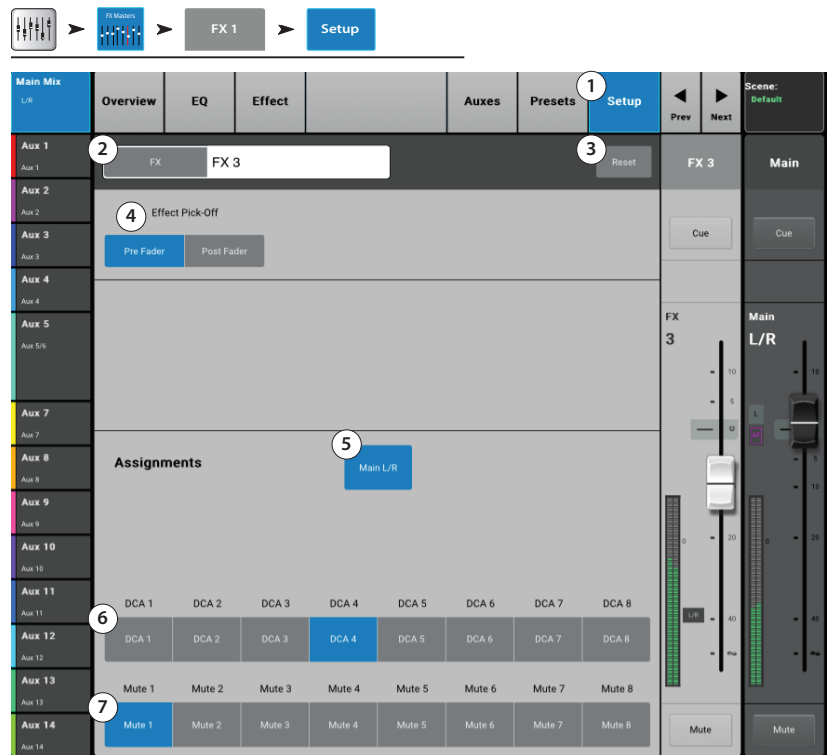 FX Masters
FX 1
Setup
Main Mix
L/R
Overview
EQ
Effect
Auxes
Presets
1
Setup
Prev
Next
Scene:
Default
Aux 1
Aux 1
Aux 2
Aux 2
Aux 3
Aux 3
Aux 4
Aux 4
Aux 5
Aux 5/6
Aux 7
Aux 7
Aux 8
Aux 8
Aux 9
Aux 9
Aux 10
Aux 10
Aux 11
Aux 11
Aux 12
Aux 12
Aux 13
Aux 13
Aux 14
Aux 14
2
FX
FX 3
3
Reset
4
Effect Pick-Off
Pre Fader
Post Fader
5
Assignments
Main L/R
DCA 1 DCA 2 DCA 3 DCA 4 DCA 5 DCA 6 DCA 7 DCA 8
6
DCA 1 DCA 2 DCA 3 DCA 4 DCA 5 DCA 6 DCA 7 DCA 8
Mute 1 Mute 2 Mute 3 Mute 4 Mute 5 Mute 6 Mute 7 Mute 8
7
Mute 1 Mute 2 Mute 3 Mute 4 Mute 5 Mute 6 Mute 7 Mute 8
FX 3
Cue
FX
3
10
5
U
0
20
L/R
40
∞
Mute
Main
Cue
Main
L/R
10
L
5
10
0
20
40
∞
Mute